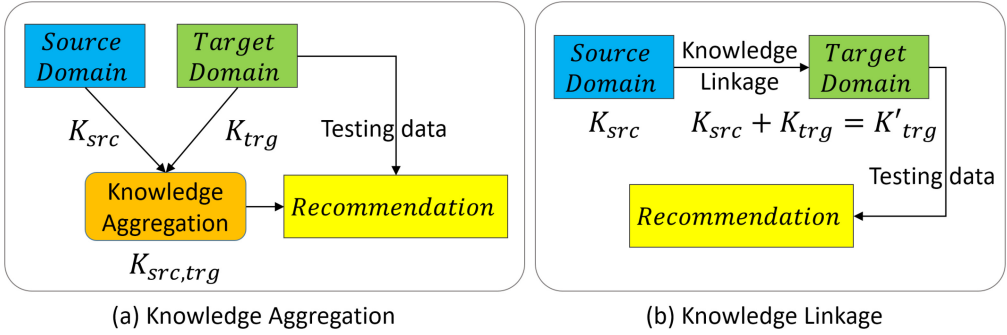 Source
Domain
Target
Domain
K_src
K_trg
Testing data
Knowledge
Aggregation
Recommendation
K_src,trg
(a) Knowledge Aggregation
Source
Domain
Knowledge
Linkage
Target
Domain
K_src
K_src + K_trg = K'_trg
Testing data
Recommendation
(b) Knowledge Linkage